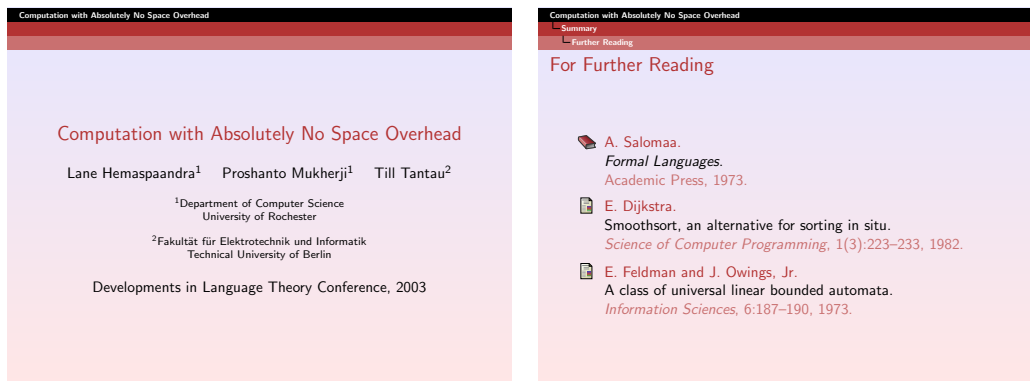 Computation with Absolutely No Space Overhead
Computation with Absolutely No Space Overhead
Lane Hemaspaandra1 Proshanto Mukherji1 Till Tantau2
1Department of Computer Science
University of Rochester
2Fakultät für Elektrotechnik und Informatik
Technical University of Berlin
Developments in Language Theory Conference, 2003
Computation with Absolutely No Space Overhead
Summary
Further Reading
For Further Reading
A. Salomaa.
Formal Languages.
Academic Press, 1973.
E. Dijkstra.
Smoothsort, an alternative for sorting in situ.
Science of Computer Programming, 1(3):223–233, 1982.
E. Feldman and J. Owings, Jr.
A class of universal linear bounded automata.
Information Sciences, 6:187–190, 1973.